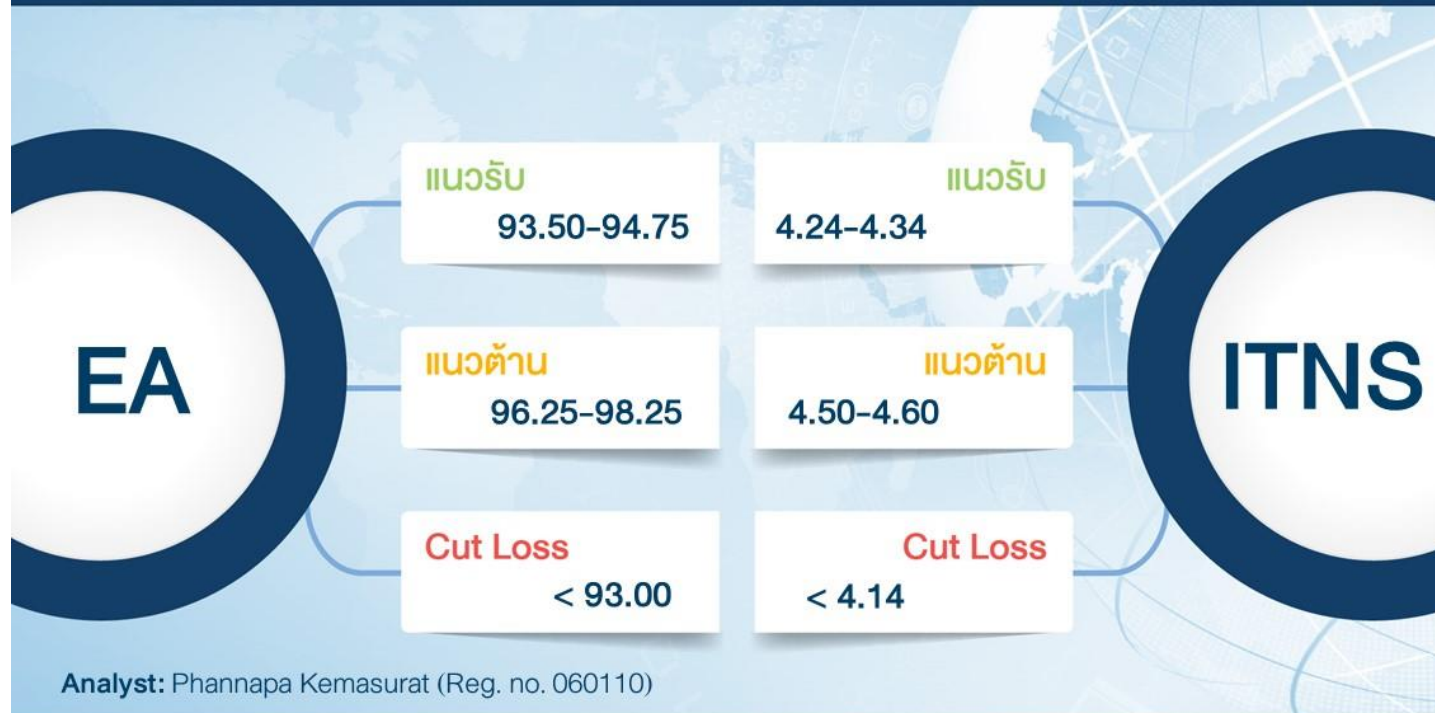 EA
แนวรับ
93.50-94.75
แนวต้าน
96.25-98.25
Cut Loss
< 93.00
ITNS
แนวรับ
4.24-4.34
แนวต้าน
4.50-4.60
Cut Loss
< 4.14
Analyst: Phannapa Kemasurat (Reg. no. 060110)